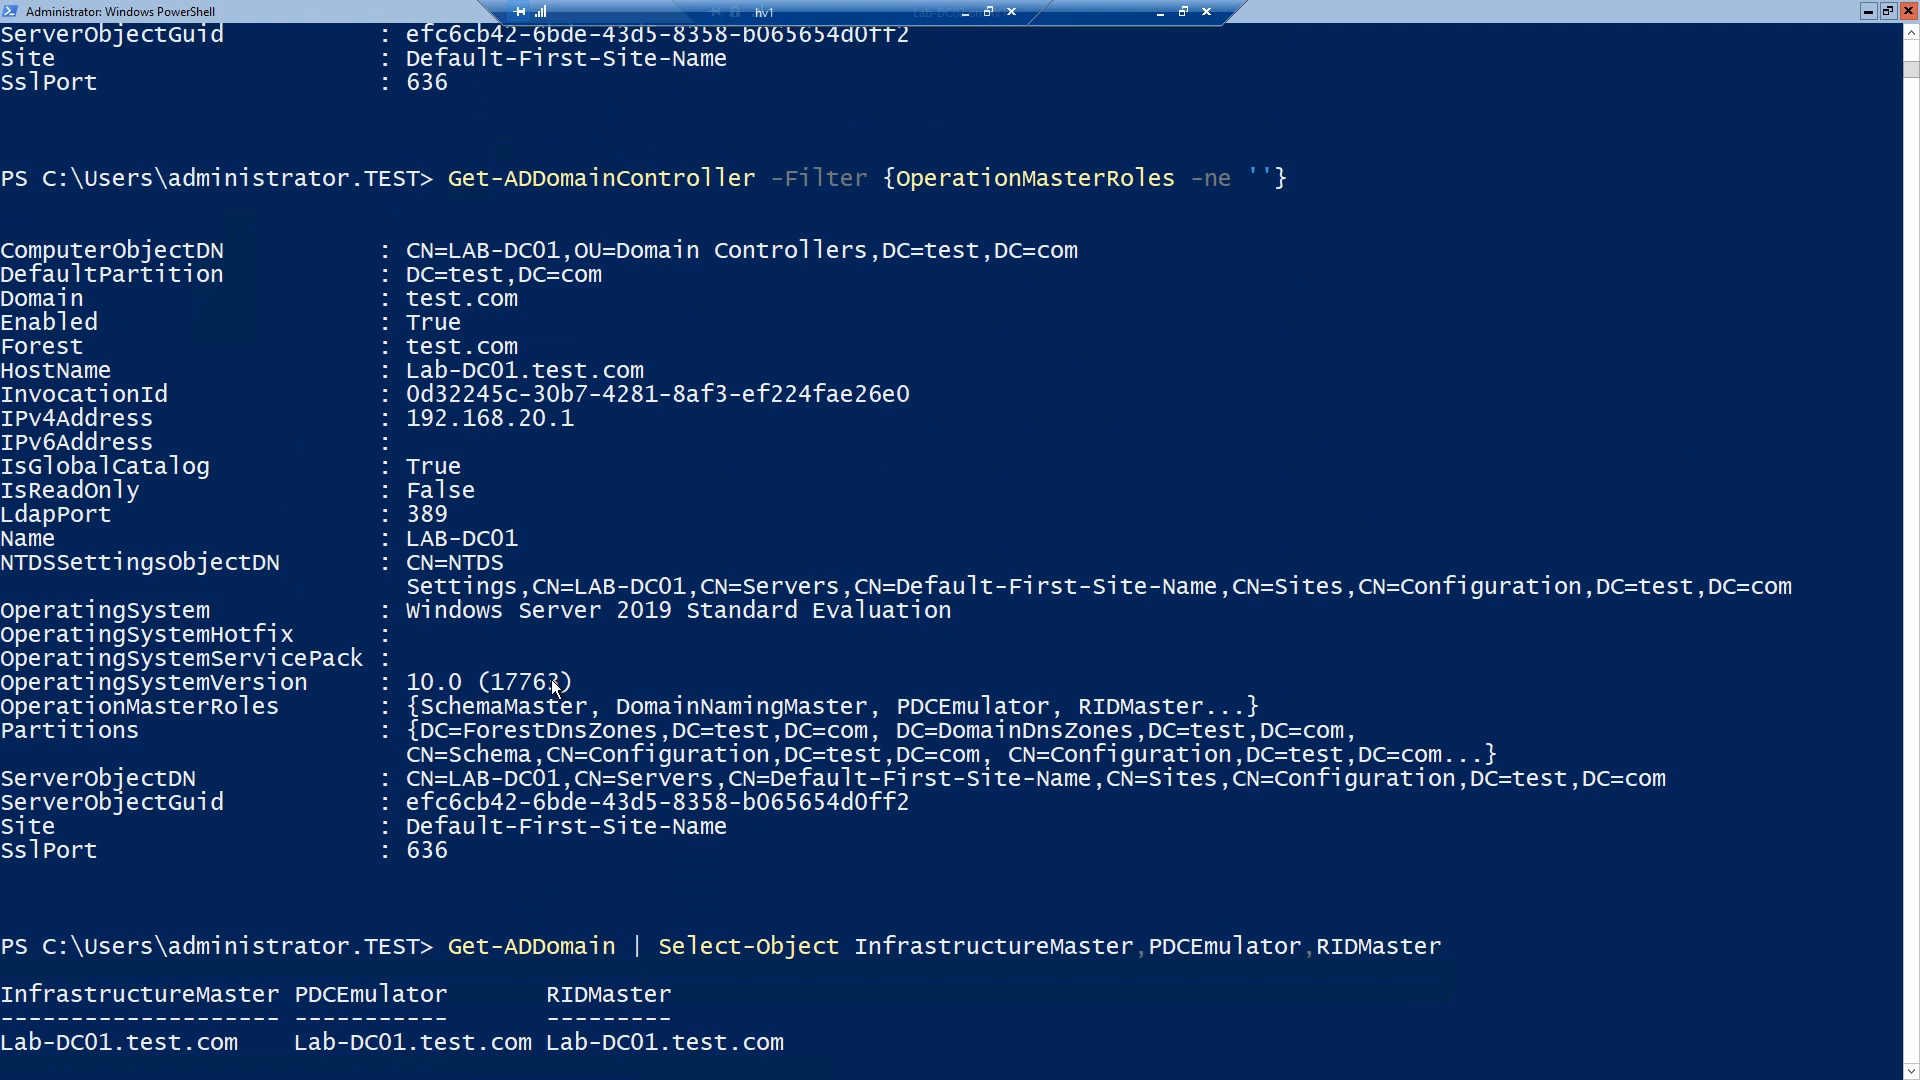 Administrator: Windows PowerShell
hv1
ServerObjectGuid : efc6cb42-6bde-43d5-8358-b065654d0ff2
Site : Default-First-Site-Name
SslPort : 636
PS C:\Users\administrator.TEST> Get-ADDomainController -Filter {OperationMasterRoles -ne ''}
ComputerObjectDN : CN=LAB-DC01,OU=Domain Controllers,DC=test,DC=com
DefaultPartition : DC=test,DC=com
Domain : test.com
Enabled : True
Forest : test.com
HostName : Lab-DC01.test.com
InvocationId : 0d32245c-30b7-4281-8af3-ef224fae26e0
IPv4Address : 192.168.20.1
IPv6Address :
IsGlobalCatalog : True
IsReadOnly : False
LdapPort : 389
Name : LAB-DC01
NTDSSettingsObjectDN : CN=NTDS
Settings,CN=LAB-DC01,CN=Servers,CN=Default-First-Site-Name,CN=Sites,CN=Configuration,DC=test,DC=com
OperatingSystem : Windows Server 2019 Standard Evaluation
OperatingSystemHotfix :
OperatingSystemServicePack :
OperatingSystemVersion : 10.0 (17763)
OperationMasterRoles : {SchemaMaster, DomainNamingMaster, PDCEmulator, RIDMaster...}
Partitions : {DC=ForestDnsZones,DC=test,DC=com, DC=DomainDnsZones,DC=test,DC=com,
CN=Schema,CN=Configuration,DC=test,DC=com, CN=Configuration,DC=test,DC=com...}
ServerObjectDN : CN=LAB-DC01,CN=Servers,CN=Default-First-Site-Name,CN=Sites,CN=Configuration,DC=test,DC=com
ServerObjectGuid : efc6cb42-6bde-43d5-8358-b065654d0ff2
Site : Default-First-Site-Name
SslPort : 636
PS C:\Users\administrator.TEST> Get-ADDomain | Select-Object InfrastructureMaster,PDCEmulator,RIDMaster
InfrastructureMaster PDCEmulator RIDMaster
-------------------- ----------- ---------
Lab-DC01.test.com Lab-DC01.test.com Lab-DC01.test.com